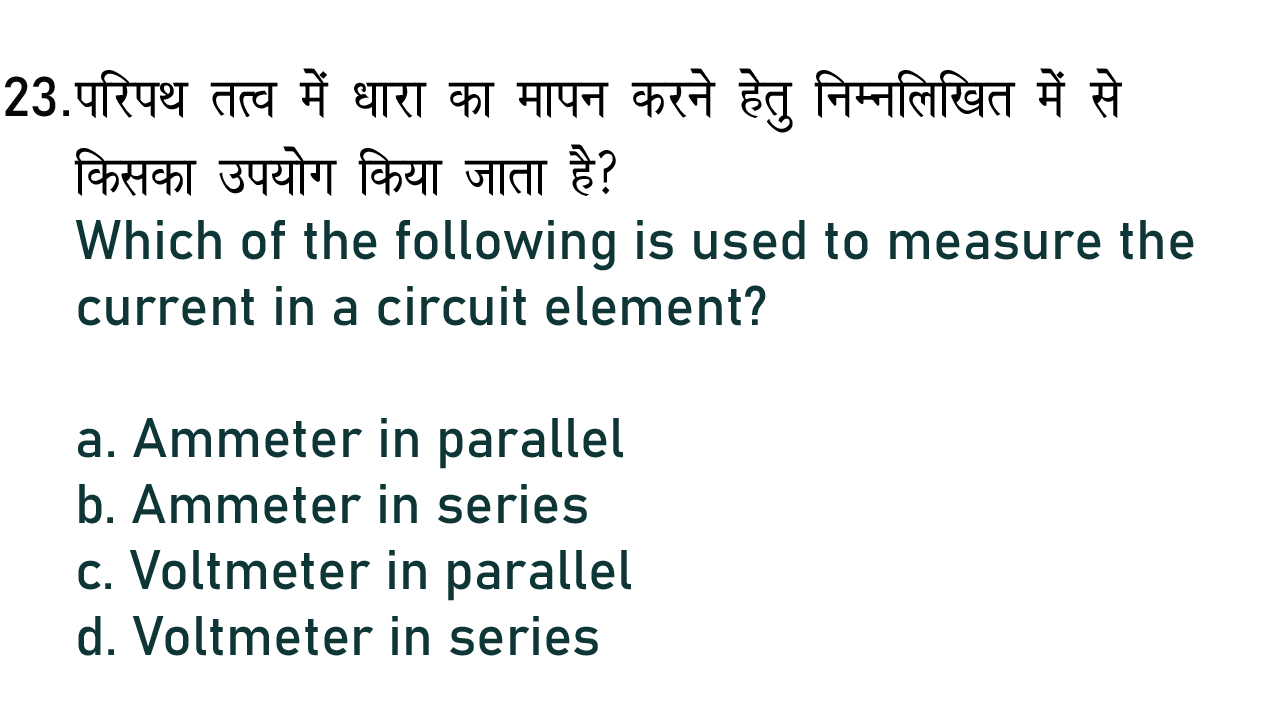 23.परिपथ तत्व में धारा का मापन करने हेतु निम्नलिखित में से
किसका उपयोग किया जाता है?
Which of the following is used to measure the
current in a circuit element?
a. Ammeter in parallel
b. Ammeter in series
c. Voltmeter in parallel
d. Voltmeter in series